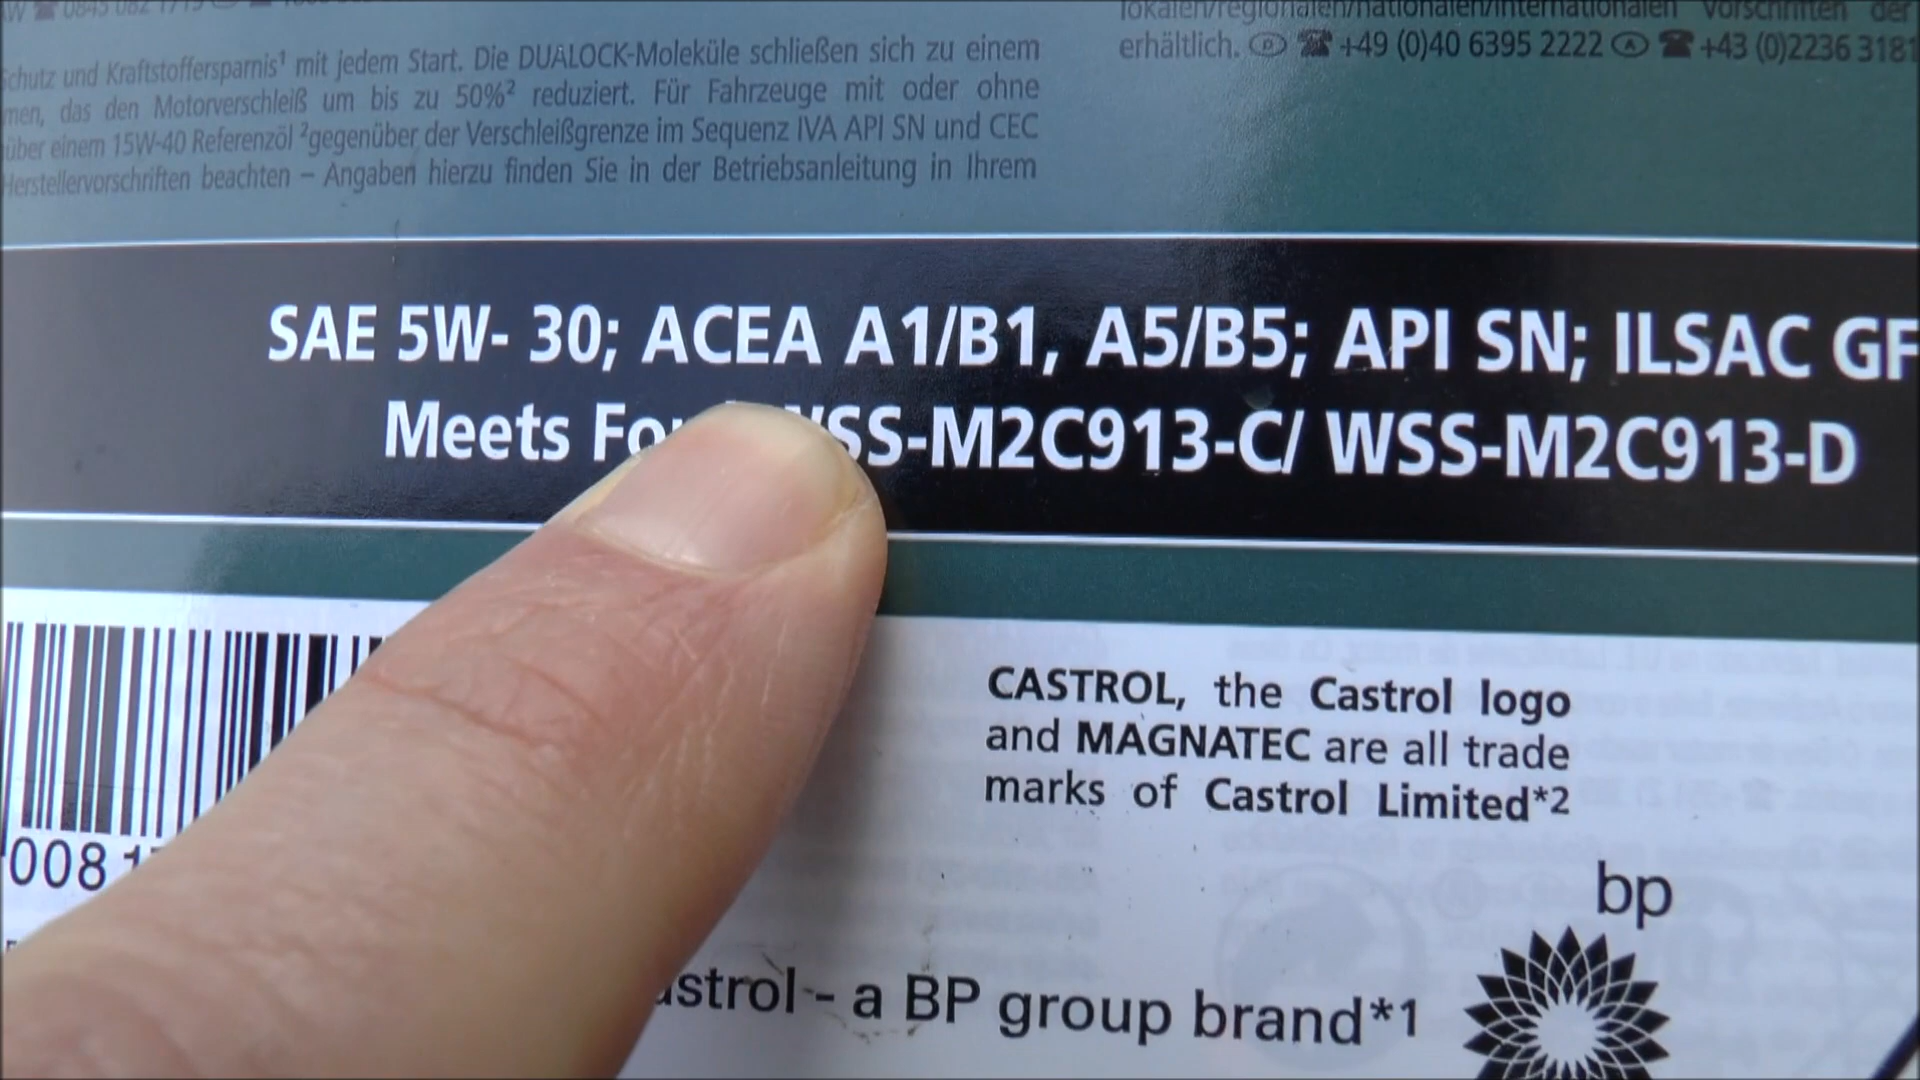 lokalen/regionalen/nationalen/internationalen Vorschriften der
erhältlich. D ☎ +49 (0)40 6395 2222 A ☎ +43 (0)2236 3181
Schutz und Kraftstoffersparnis¹ mit jedem Start. Die DUALOCK-Moleküle schließen sich zu einem
men, das den Motorverschleiß um bis zu 50%² reduziert. Für Fahrzeuge mit oder ohne
über einem 15W-40 Referenzöl ²gegenüber der Verschleißgrenze im Sequenz IVA API SN und CEC
Herstellervorschriften beachten – Angaben hierzu finden Sie in der Betriebsanleitung in Ihrem
SAE 5W- 30; ACEA A1/B1, A5/B5; API SN; ILSAC GF
Meets WSS-M2C913-C/ WSS-M2C913-D
CASTROL, the Castrol logo
and MAGNATEC are all trade
marks of Castrol Limited*2
008 1
bp
astrol - a BP group brand*1